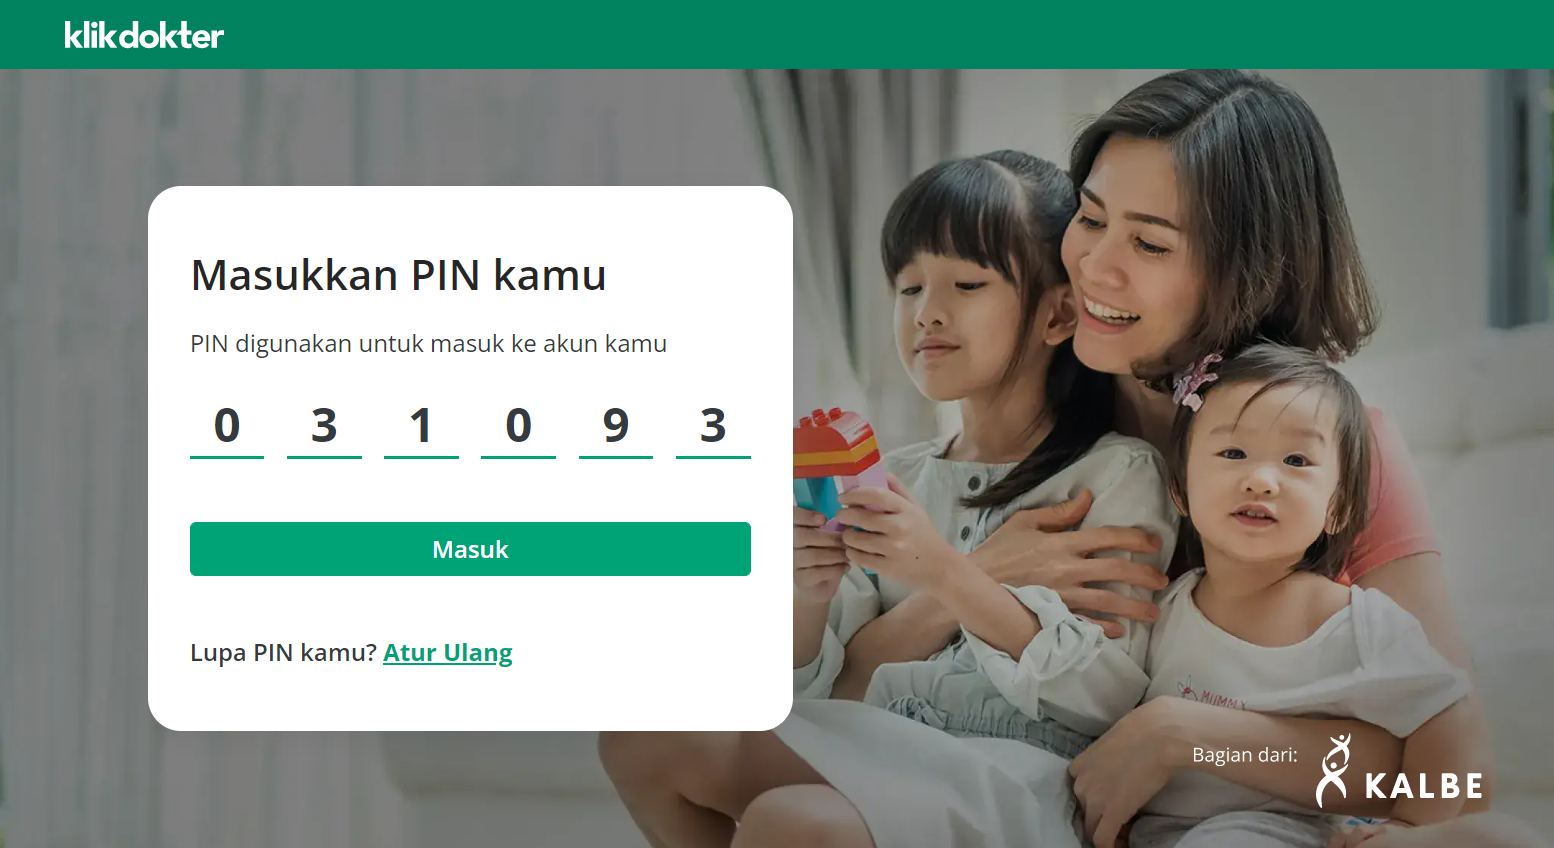 klikdokter
Masukkan PIN kamu
PIN digunakan untuk masuk ke akun kamu
0 3 1 0 9 3
Masuk
Lupa PIN kamu? Atur Ulang
MUMMY
Bagian dari:
KALBE